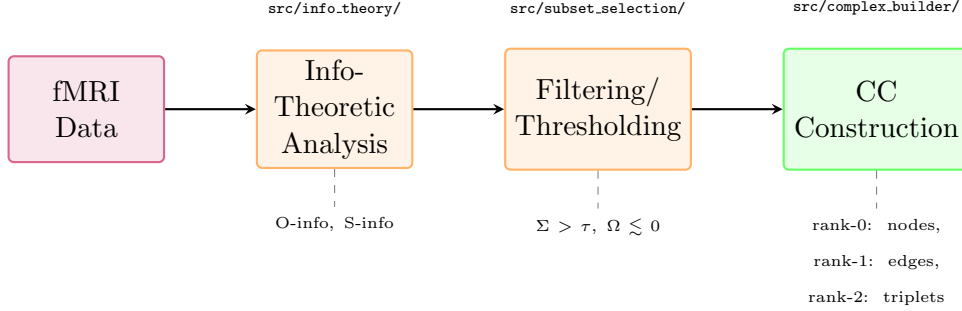 src/info_theory/
src/subset_selection/
src/complex_builder/
fMRI
Data
Info-
Theoretic
Analysis
Filtering/
Thresholding
CC
Construction
O-info, S-info
Σ > τ, Ω ≶ 0
rank-0: nodes,
rank-1: edges,
rank-2: triplets